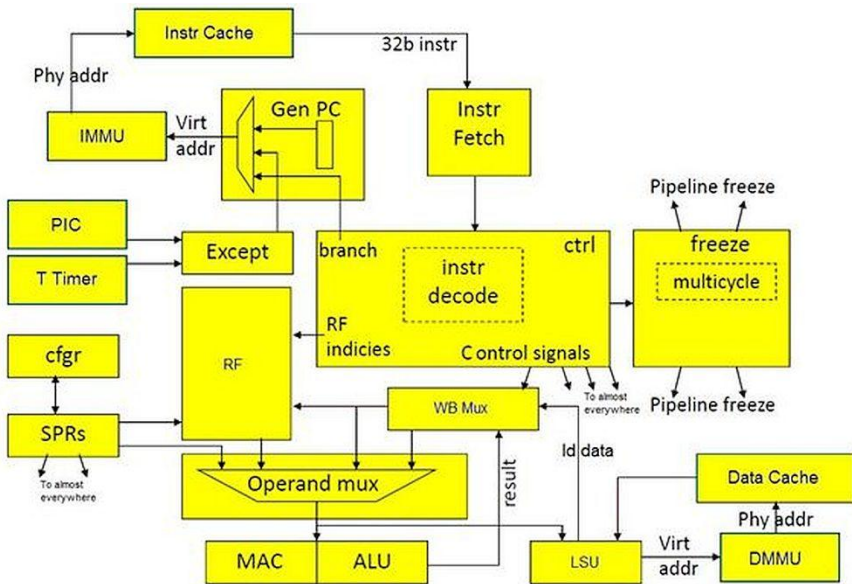 Instr Cache
32b instr
Phy addr
Gen PC
Instr
Fetch
IMMU
Virt
addr
Pipeline freeze
PIC
Except
branch
ctrl
freeze
T Timer
instr
decode
multicycle
RF
indicies
RF
cfgr
Control signals
To almost
everywhere
WB Mux
Pipeline freeze
SPRs
ld data
To almost
everywhere
Operand mux
result
Data Cache
Phy addr
MAC
ALU
LSU
Virt
addr
DMMU